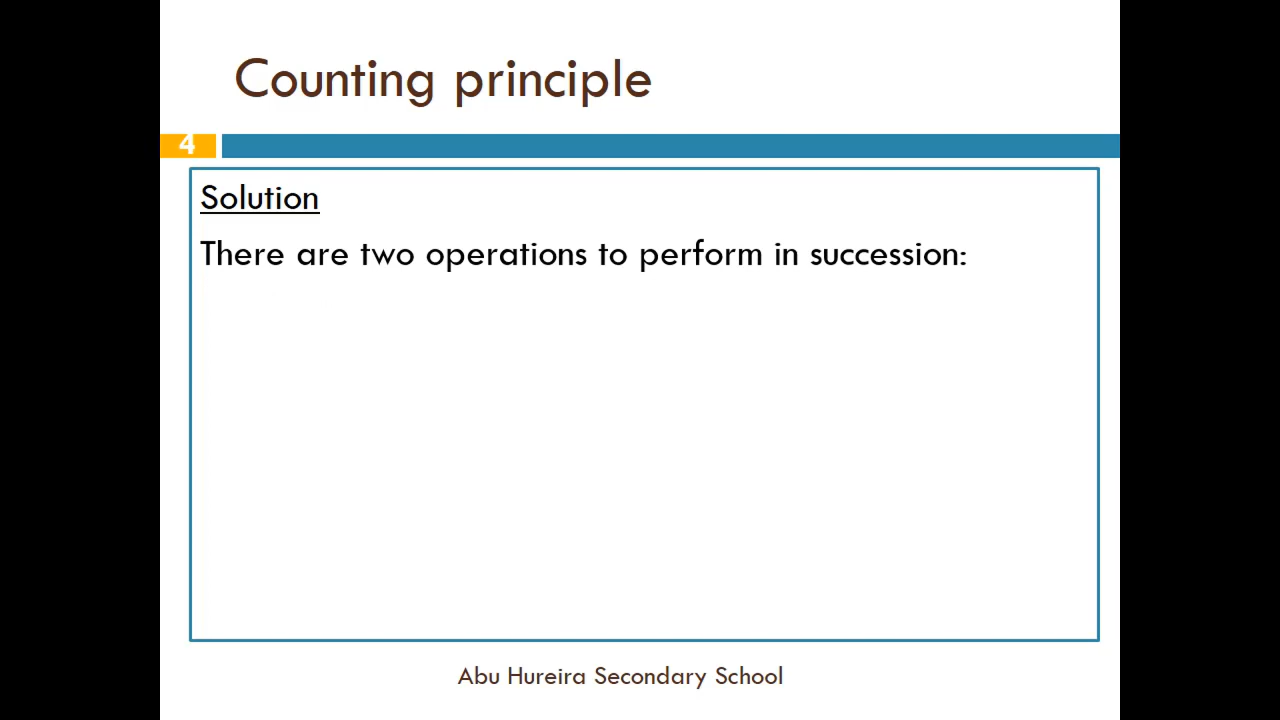 Counting principle
4
Solution
There are two operations to perform in succession:
Abu Hureira Secondary School